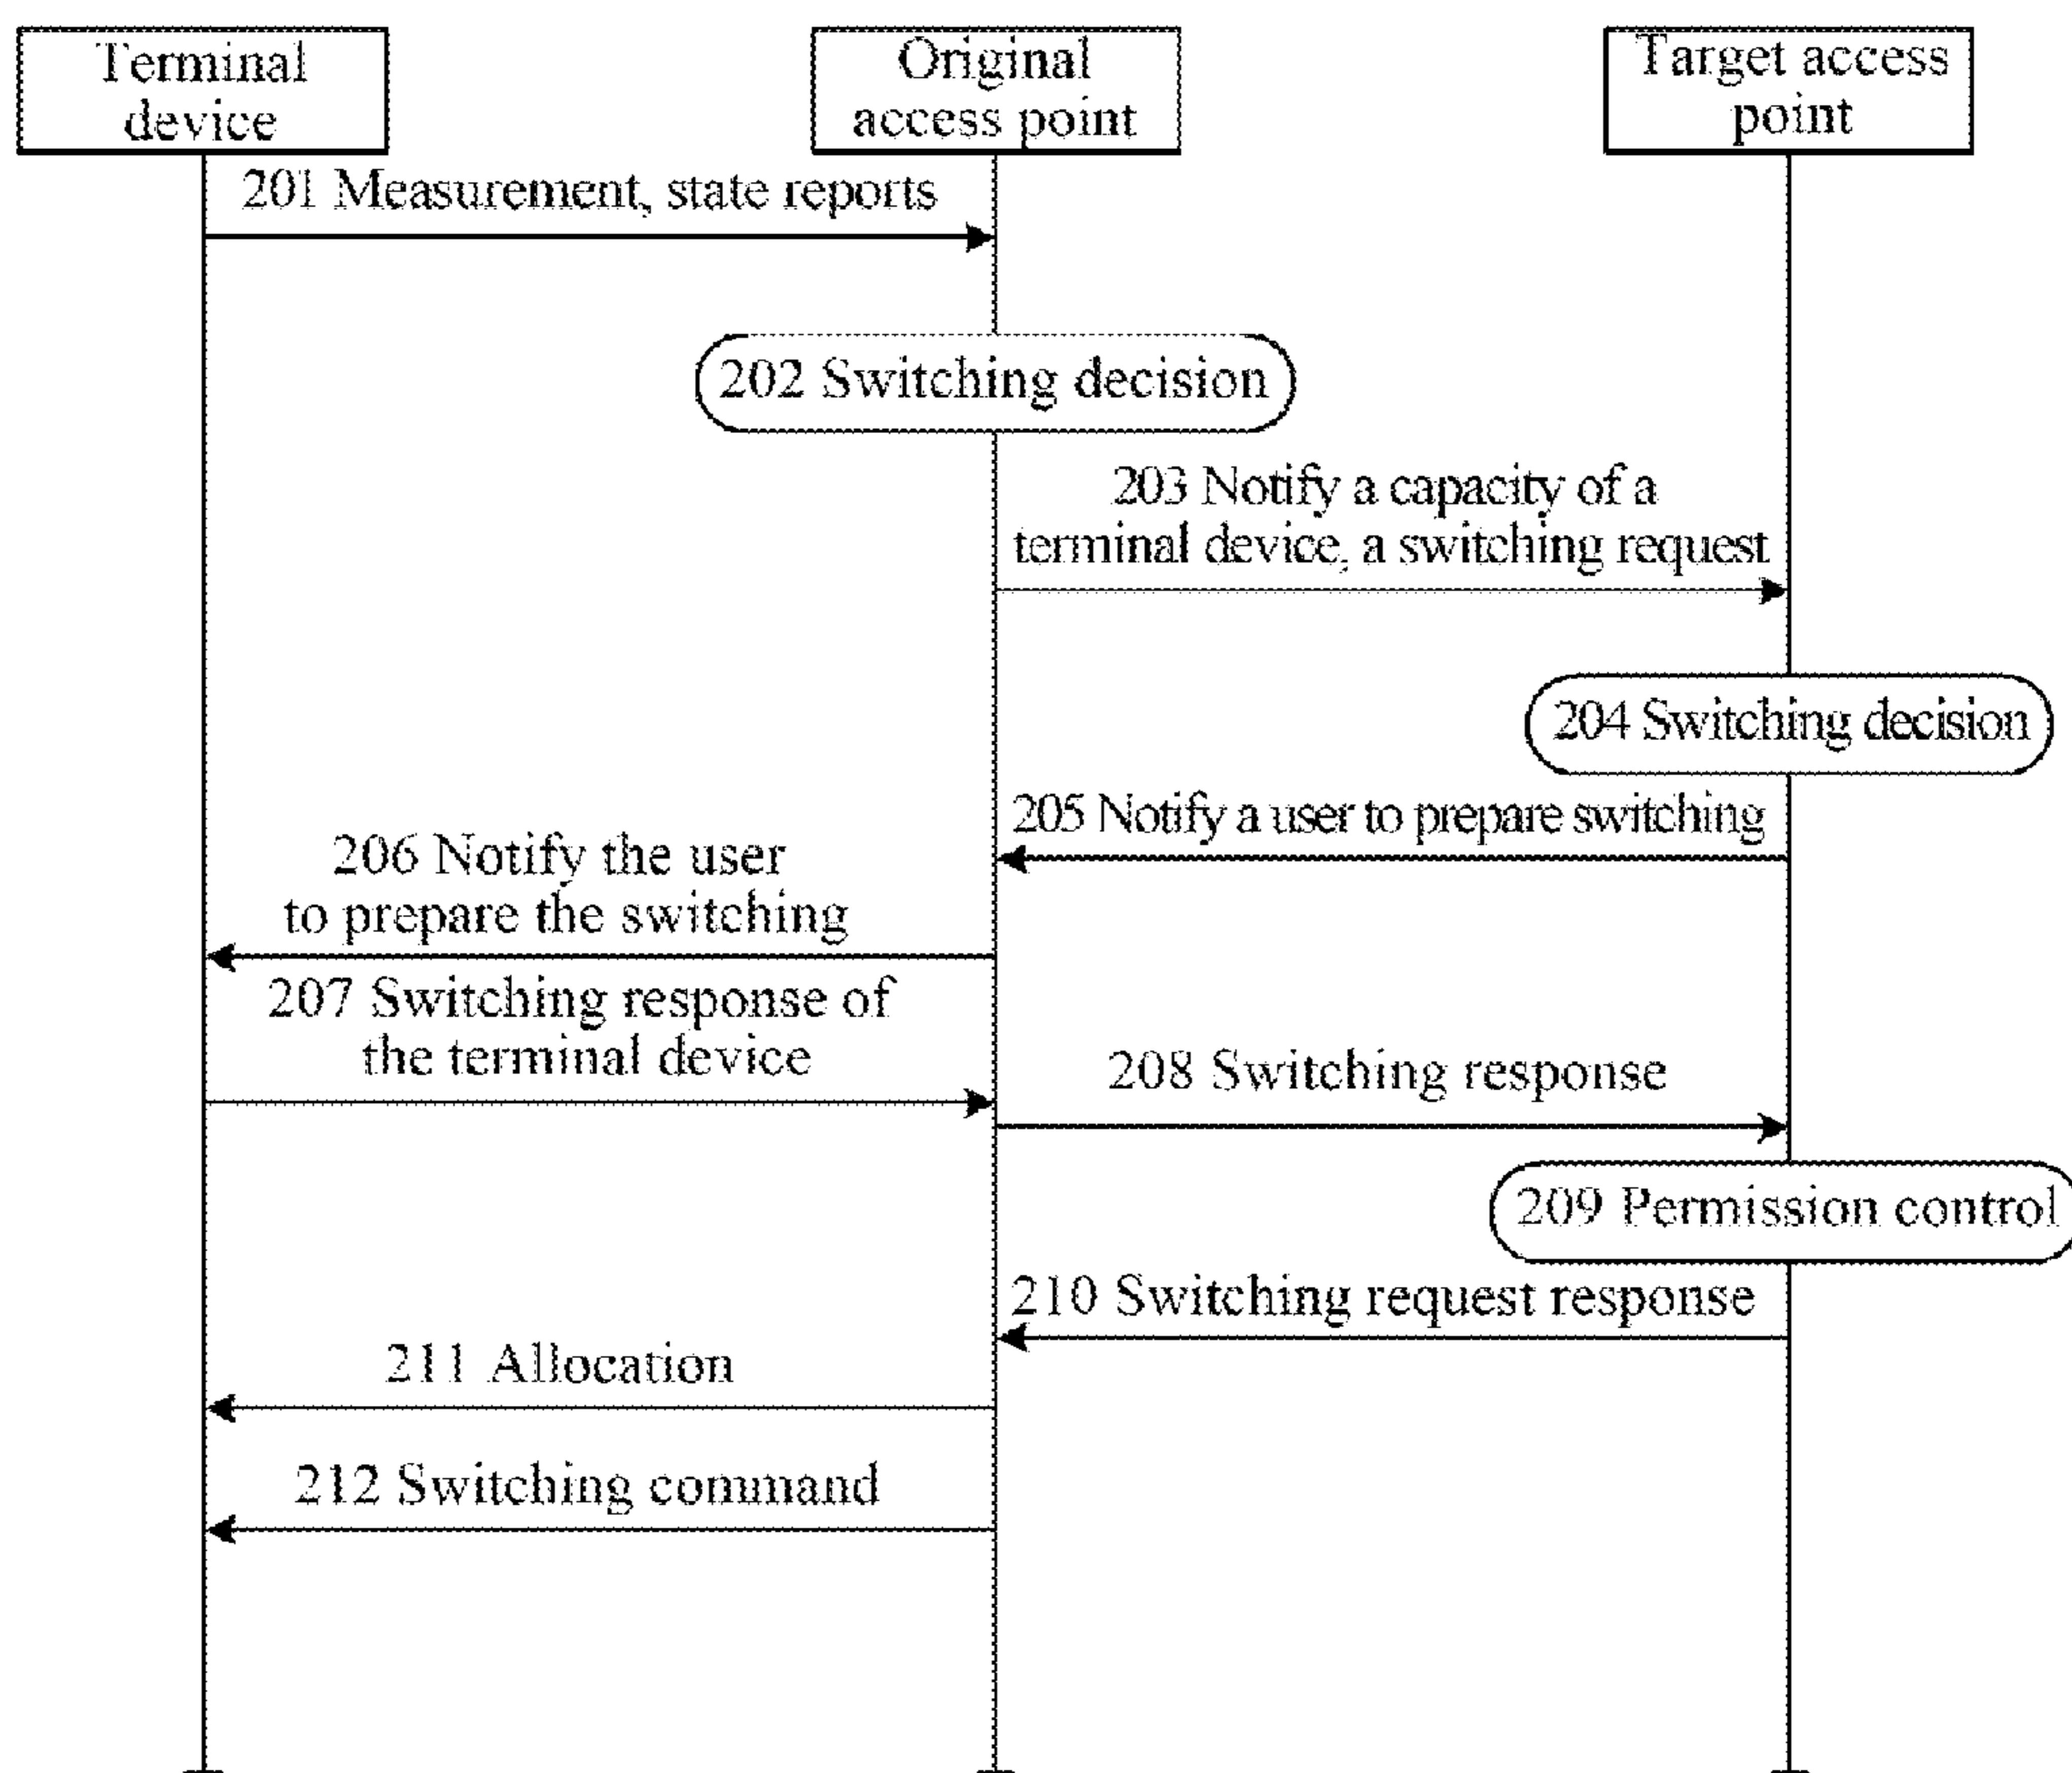 Terminal
device
Original
access point
Target access
point
201 Measurement, state reports
202 Switching decision
203 Notify a capacity of a
terminal device, a switching request
204 Switching decision
205 Notify a user to prepare switching
206 Notify the user
to prepare the switching
207 Switching response of
the terminal device
208 Switching response
209 Permission control
210 Switching request response
211 Allocation
212 Switching command